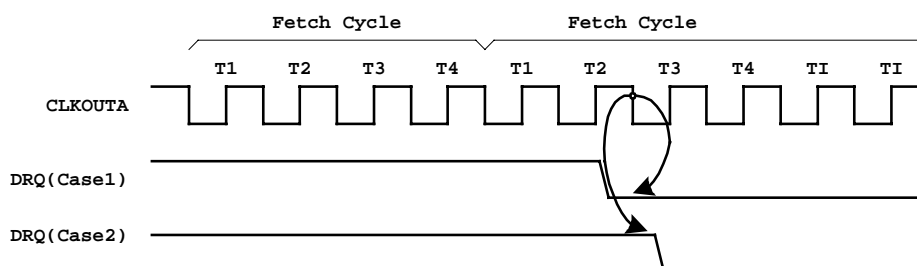 Fetch Cycle Fetch Cycle
T1 T2 T3 T4 T1 T2 T3 T4 TI TI
CLKOUTA
DRQ(Case1)
DRQ(Case2)